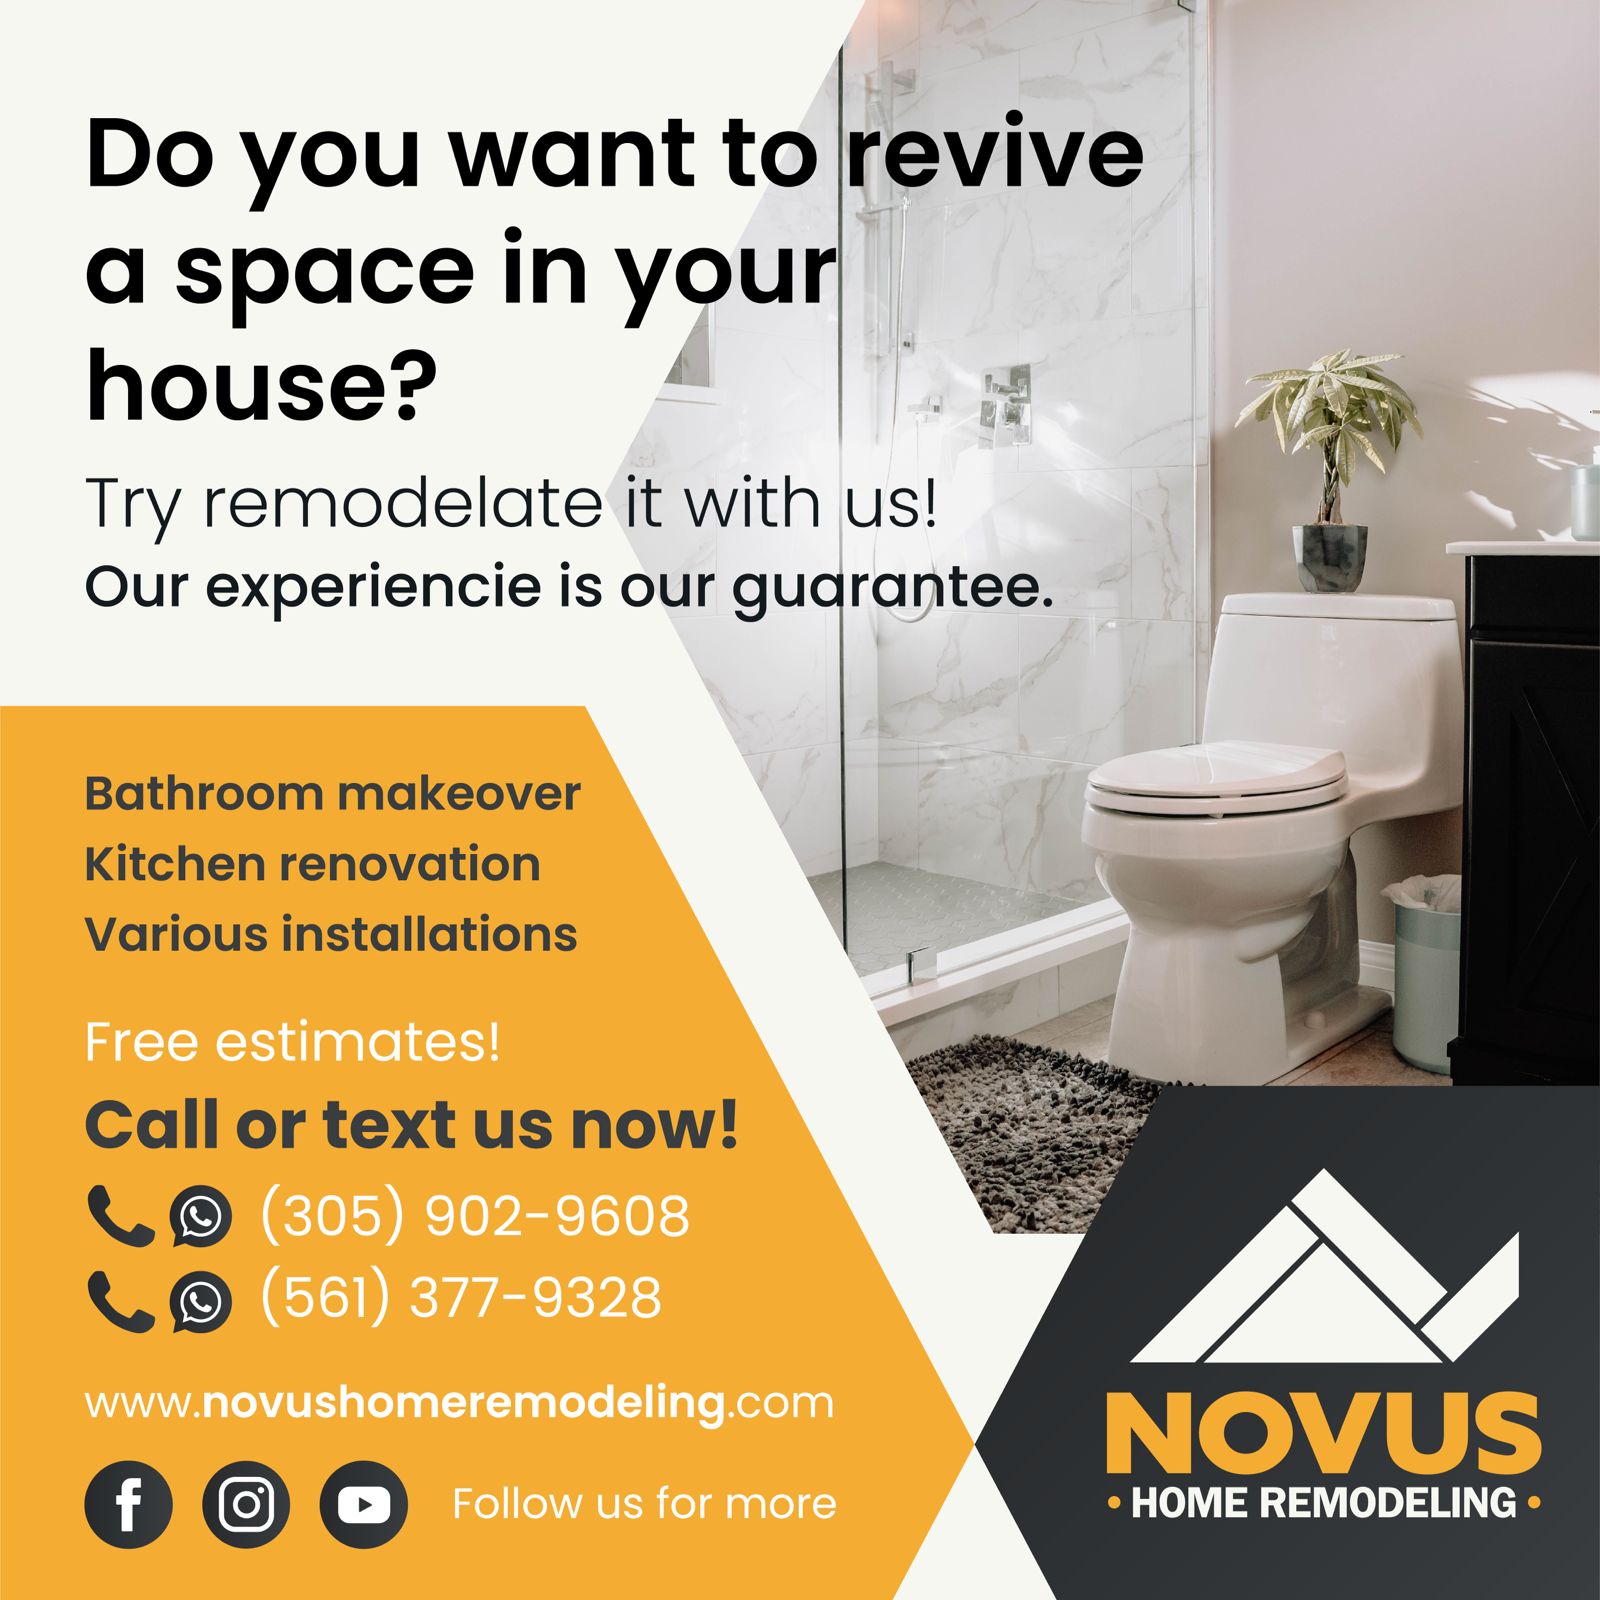 Do you want to revive
a space in your
house?
Try remodelate it with us!
Our experiencie is our guarantee.
Bathroom makeover
Kitchen renovation
Various installations
Free estimates!
Call or text us now!
(305) 902-9608
(561) 377-9328
www.novushomeremodeling.com
Follow us for more
NOVUS
• HOME REMODELING •